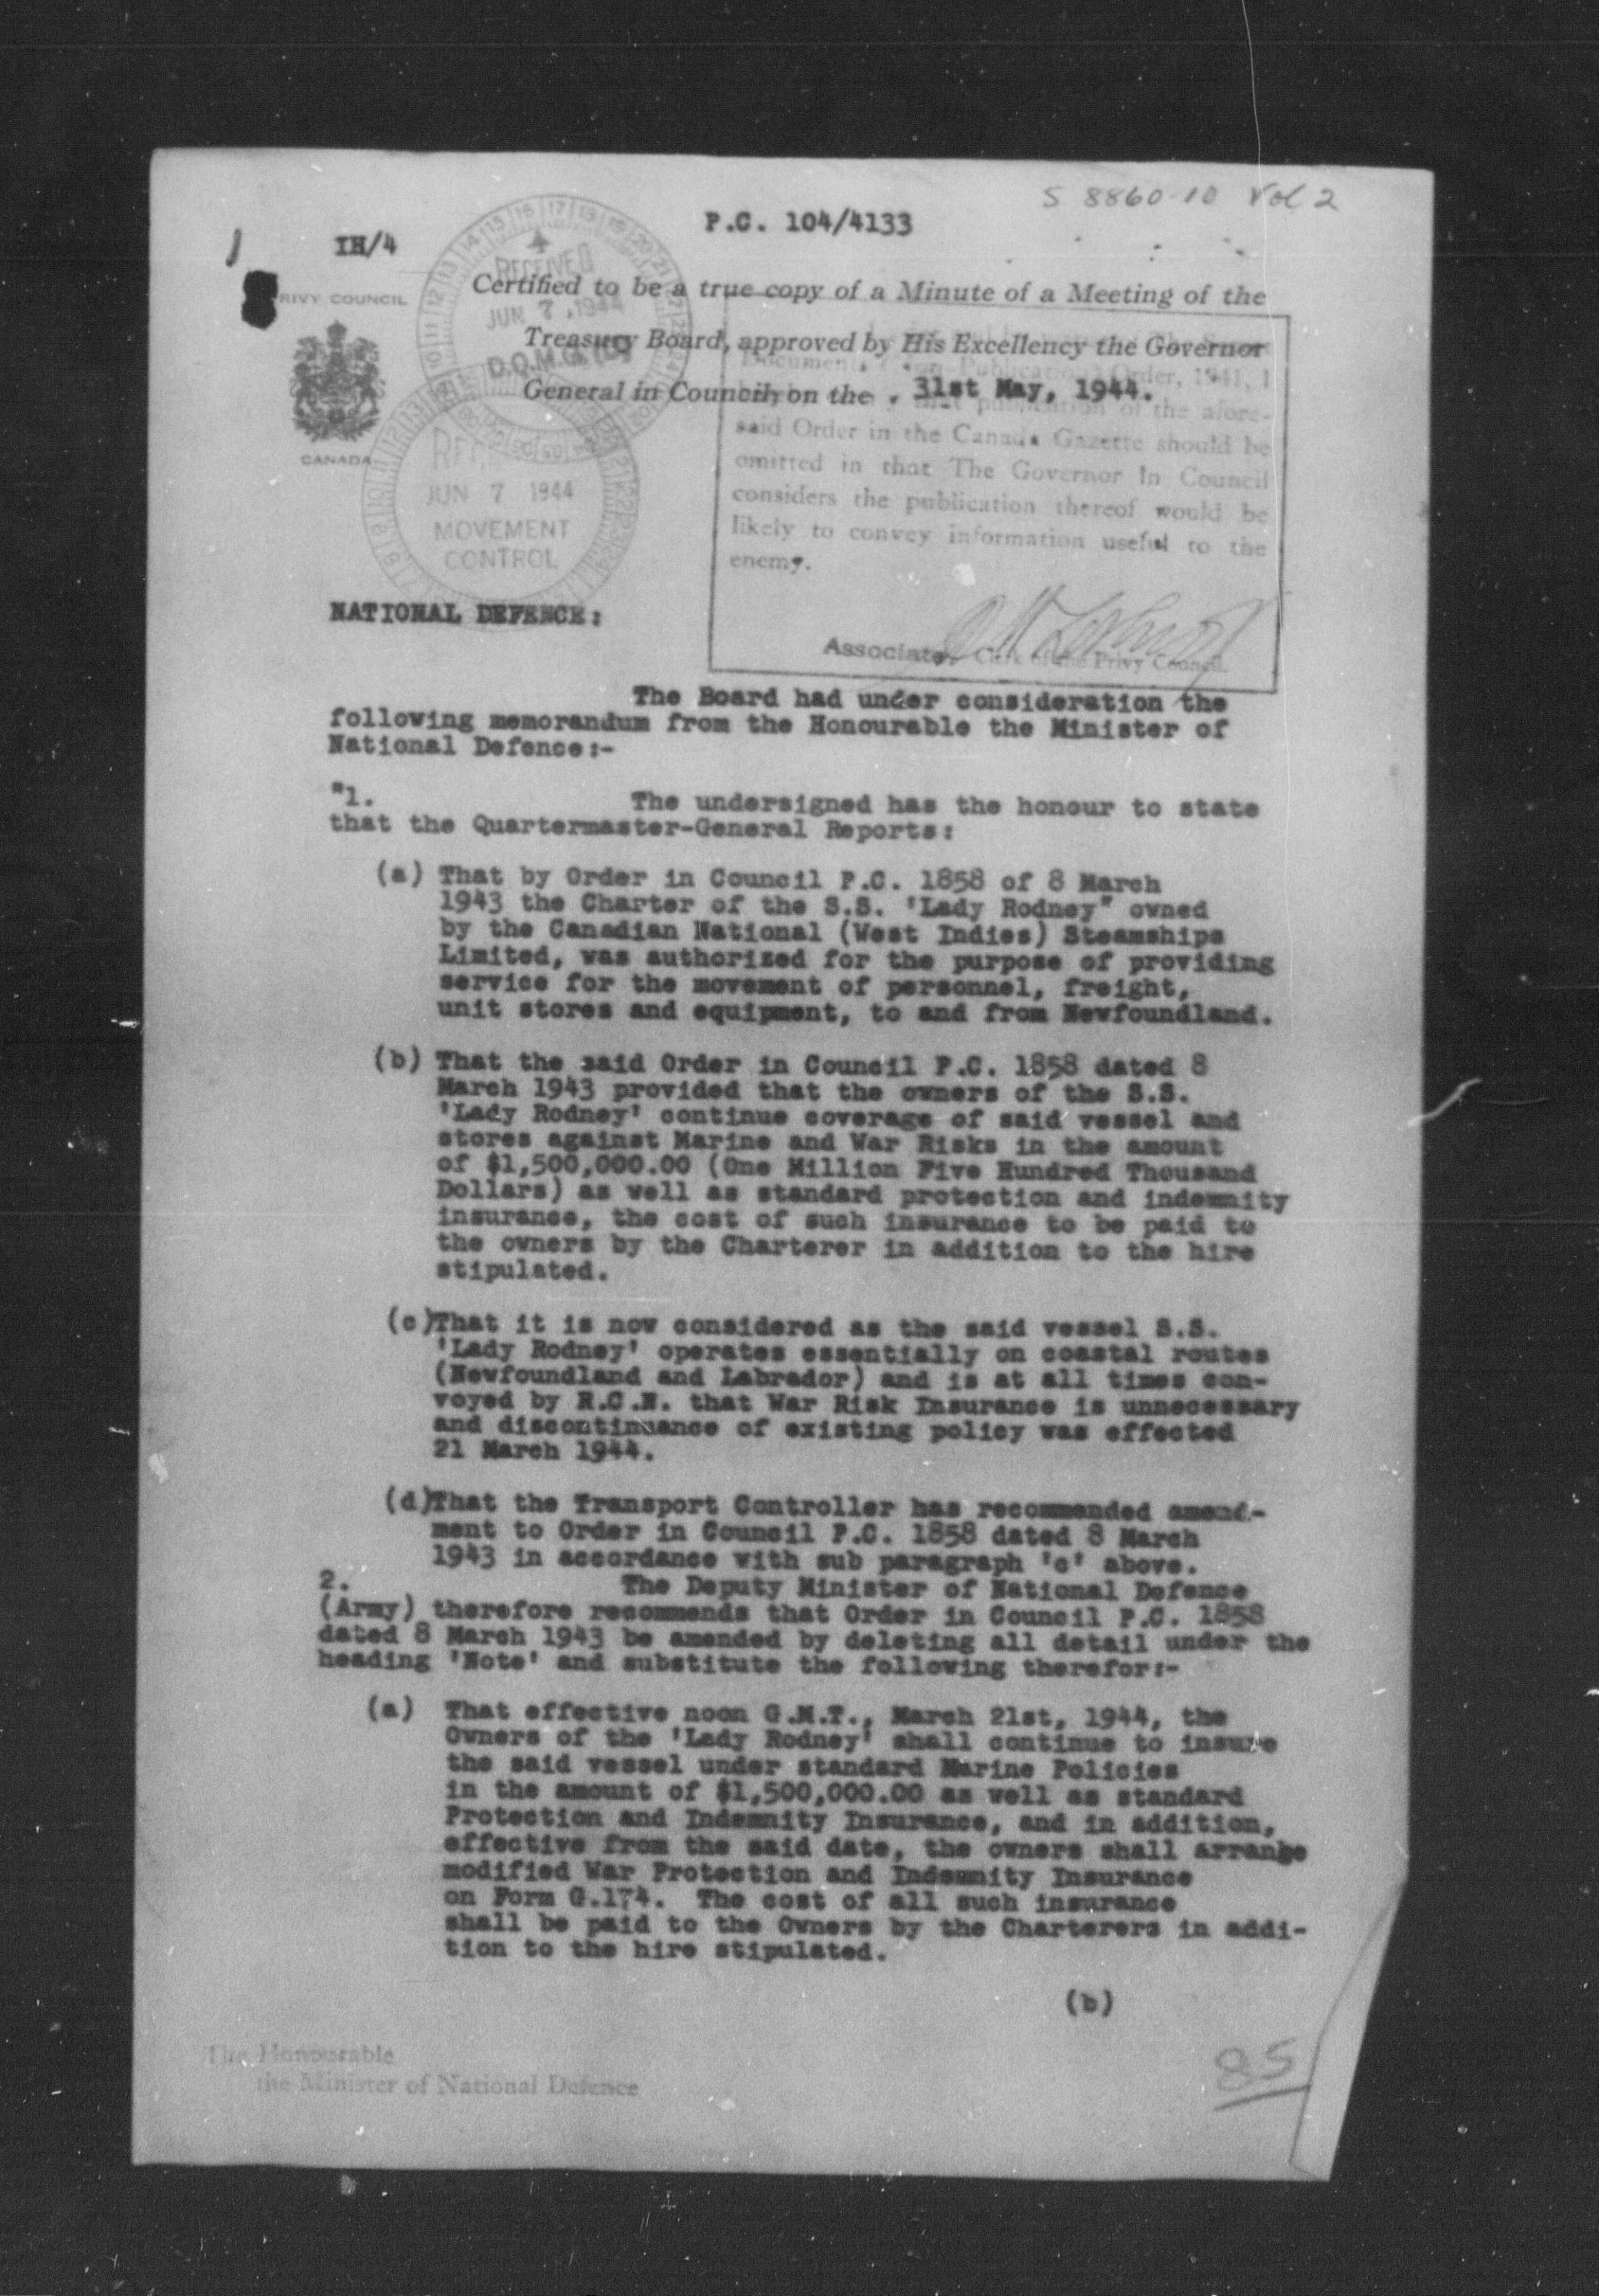 S 8860-10 Vol 2
P.C. 104/4133
IH/4
PRIVY COUNCIL
CANADA
RECEIVED
JUN 7 1944
D.Q.M.G.
Certified to be a true copy of a Minute of a Meeting of the
Treasury Board, approved by His Excellency the Governor
General in Council, on the 31st May, 1944.
JUN 7 1944
MOVEMENT
CONTROL
Documents Publication Order, 1941, I
that publication of the afore-
said Order in the Canada Gazette should be
omitted in that The Governor In Council
considers the publication thereof would be
likely to convey information useful to the
enemy.
Associate Clerk of the Privy Council.
NATIONAL DEFENCE:
The Board had under consideration the
following memorandum from the Honourable the Minister of
National Defence:-
"1. The undersigned has the honour to state
that the Quartermaster-General Reports:
(a) That by Order in Council P.C. 1858 of 8 March
1943 the Charter of the S.S. 'Lady Rodney" owned
by the Canadian National (West Indies) Steamships
Limited, was authorized for the purpose of providing
service for the movement of personnel, freight,
unit stores and equipment, to and from Newfoundland.
(b) That the said Order in Council P.C. 1858 dated 8
March 1943 provided that the owners of the S.S.
'Lady Rodney' continue coverage of said vessel and
stores against Marine and War Risks in the amount
of $1,500,000.00 (One Million Five Hundred Thousand
Dollars) as well as standard protection and indemnity
insurance, the cost of such insurance to be paid to
the owners by the Charterer in addition to the hire
stipulated.
(c)That it is now considered as the said vessel S.S.
'Lady Rodney' operates essentially on coastal routes
(Newfoundland and Labrador) and is at all times con-
voyed by R.C.N. that War Risk Insurance is unnecessary
and discontinuance of existing policy was effected
21 March 1944.
(d)That the Transport Controller has recommended amend-
ment to Order in Council P.C. 1858 dated 8 March
1943 in accordance with sub paragraph 'c' above.
2. The Deputy Minister of National Defence
(Army) therefore recommends that Order in Council P.C. 1858
dated 8 March 1943 be amended by deleting all detail under the
heading 'Note' and substitute the following therefor:-
(a) That effective noon G.M.T., March 21st, 1944, the
Owners of the 'Lady Rodney' shall continue to insure
the said vessel under standard Marine Policies
in the amount of $1,500,000.00 as well as standard
Protection and Indemnity Insurance, and in addition,
effective from the said date, the owners shall arrange
modified War Protection and Indemnity Insurance
on Form G.174. The cost of all such insurance
shall be paid to the Owners by the Charterers in addi-
tion to the hire stipulated.
(b)
The Honourable
the Minister of National Defence
85